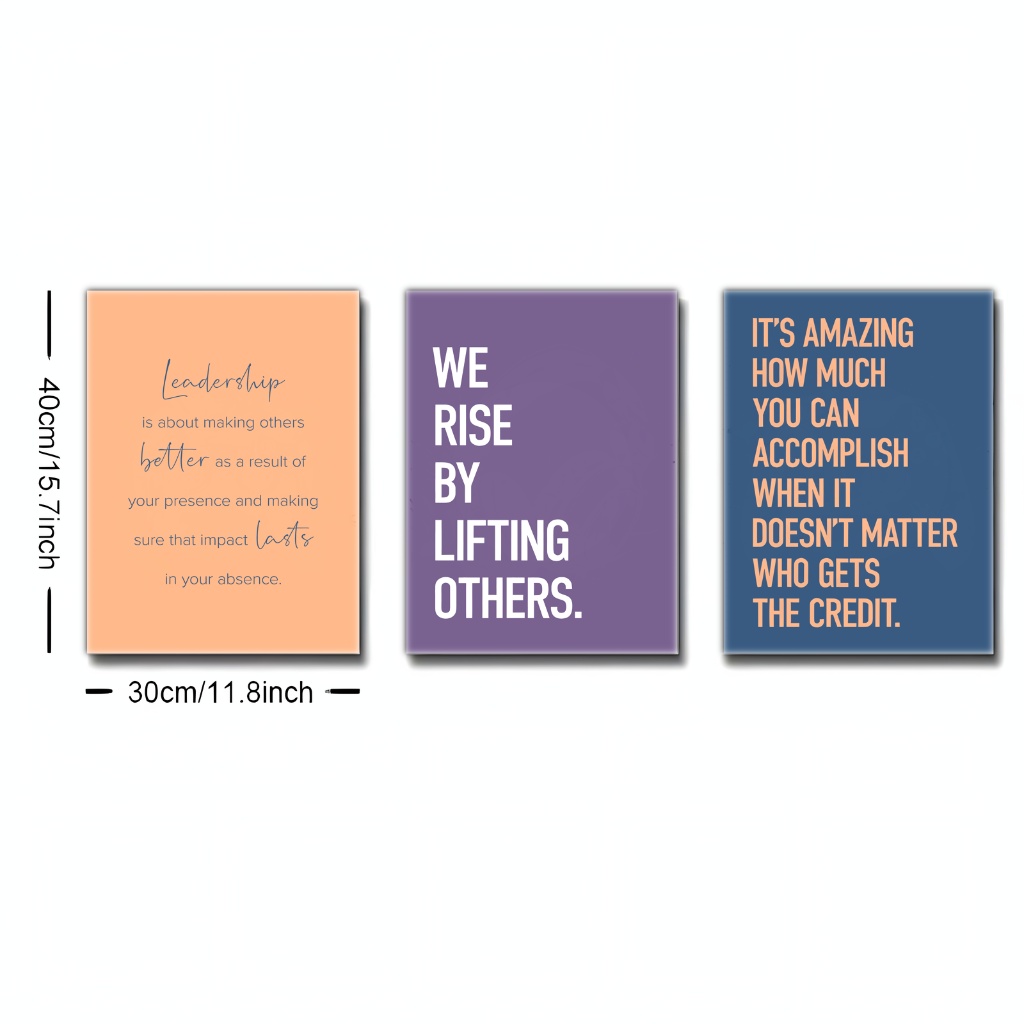 Leadership
is about making others
better as a result of
your presence and making
sure that impact lasts
in your absence.
WE
RISE
BY
LIFTING
OTHERS.
IT'S AMAZING
HOW MUCH
YOU CAN
ACCOMPLISH
WHEN IT
DOESN'T MATTER
WHO GETS
THE CREDIT.
40cm/15.7inch
30cm/11.8inch